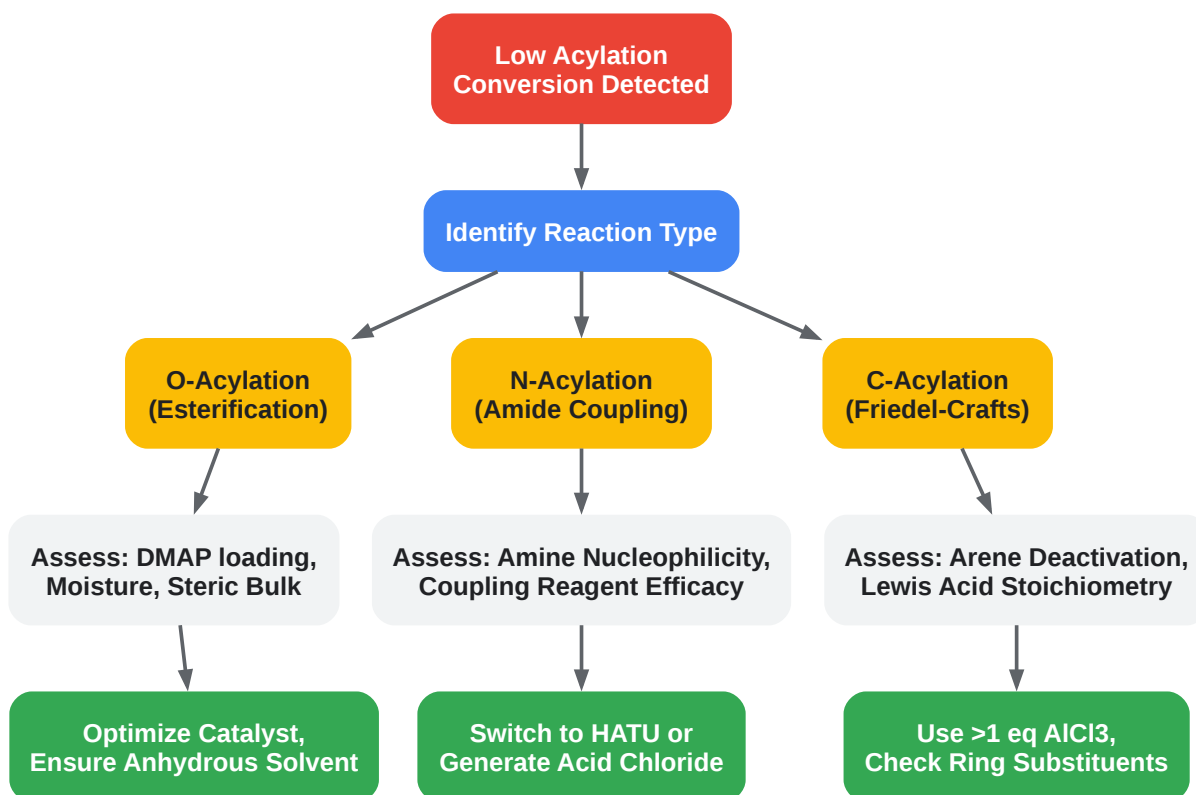 Low Acylation
Conversion Detected
Identify Reaction Type
O-Acylation
(Esterification)
N-Acylation
(Amide Coupling)
C-Acylation
(Friedel-Crafts)
Assess: DMAP loading,
Moisture, Steric Bulk
Assess: Amine Nucleophilicity,
Coupling Reagent Efficacy
Assess: Arene Deactivation,
Lewis Acid Stoichiometry
Optimize Catalyst,
Ensure Anhydrous Solvent
Switch to HATU or
Generate Acid Chloride
Use >1 eq AlCl3,
Check Ring Substituents